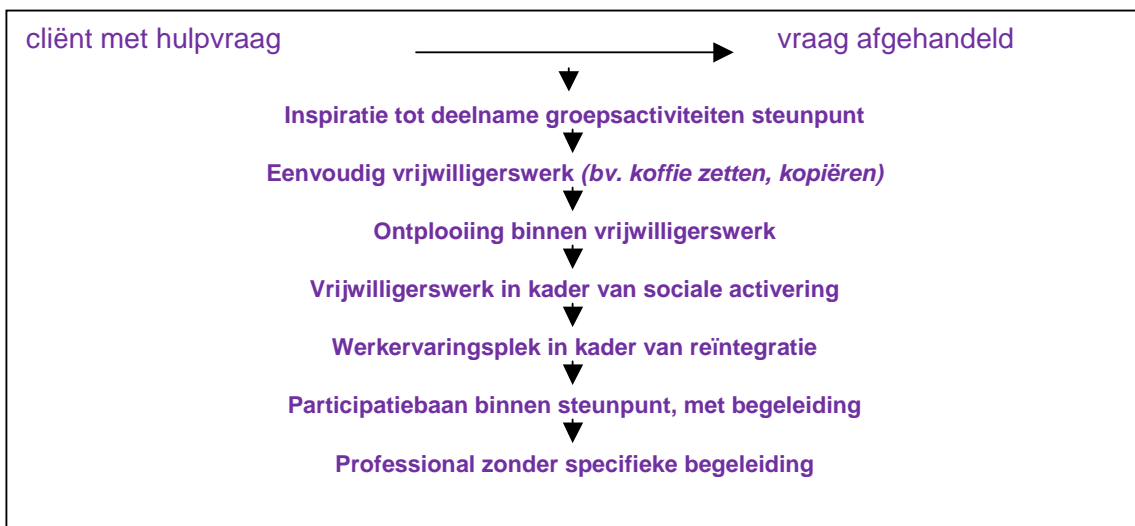 cliënt met hulpvraag vraag afgehandeld
Inspiratie tot deelname groepsactiviteiten steunpunt
Eenvoudig vrijwilligerswerk (bv. koffie zetten, kopiëren)
Ontplooiing binnen vrijwilligerswerk
Vrijwilligerswerk in kader van sociale activering
Werkervaringsplek in kader van reïntegratie
Participatiebaan binnen steunpunt, met begeleiding
Professional zonder specifieke begeleiding